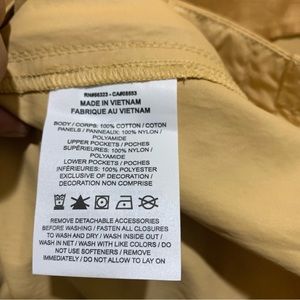 RN#56323 - CA#05553
MADE IN VIETNAM
FABRIQUE AU VIETNAM
BODY / CORPS: 100% COTTON / COTON
PANELS / PANNEAUX: 100% NYLON /
POLYAMIDE
UPPER POCKETS / POCHES
SUPÉRIEURES: 100% NYLON /
POLYAMIDE
LOWER POCKETS / POCHES
INFÉRIEURES: 100% POLYESTER
EXCLUSIVE OF DECORATION /
DECORATION NON COMPRISE
REMOVE DETACHABLE ACCESSORIES
BEFORE WASHING / FASTEN ALL CLOSURES
TO WASH AND DRY / WASH INSIDE OUT /
WASH IN NET / WASH WITH LIKE COLORS / DO
NOT USE SOFTENERS / REMOVE
IMMEDIATELY / DO NOT ALLOW TO LAY ON